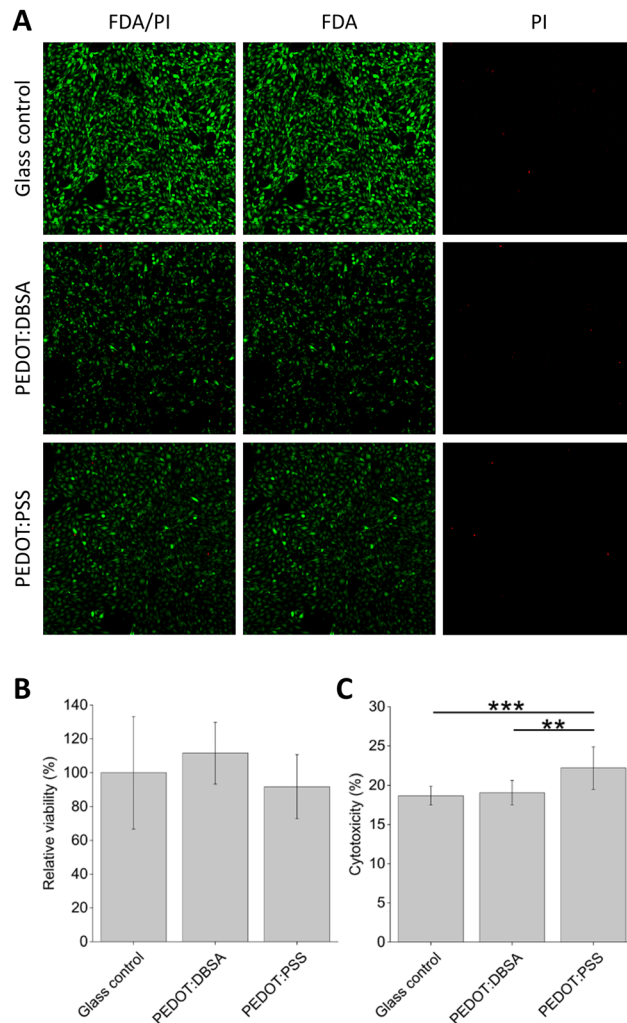 A
FDA/PI FDA PI
Glass control
PEDOT:DBSA
PEDOT:PSS
B
Relative viability (%)
140
120
100
80
60
40
20
0
Glass control
PEDOT:DBSA
PEDOT:PSS
C
Cytotoxicity (%)
30
25
20
15
10
5
0
***
**
Glass control
PEDOT:DBSA
PEDOT:PSS